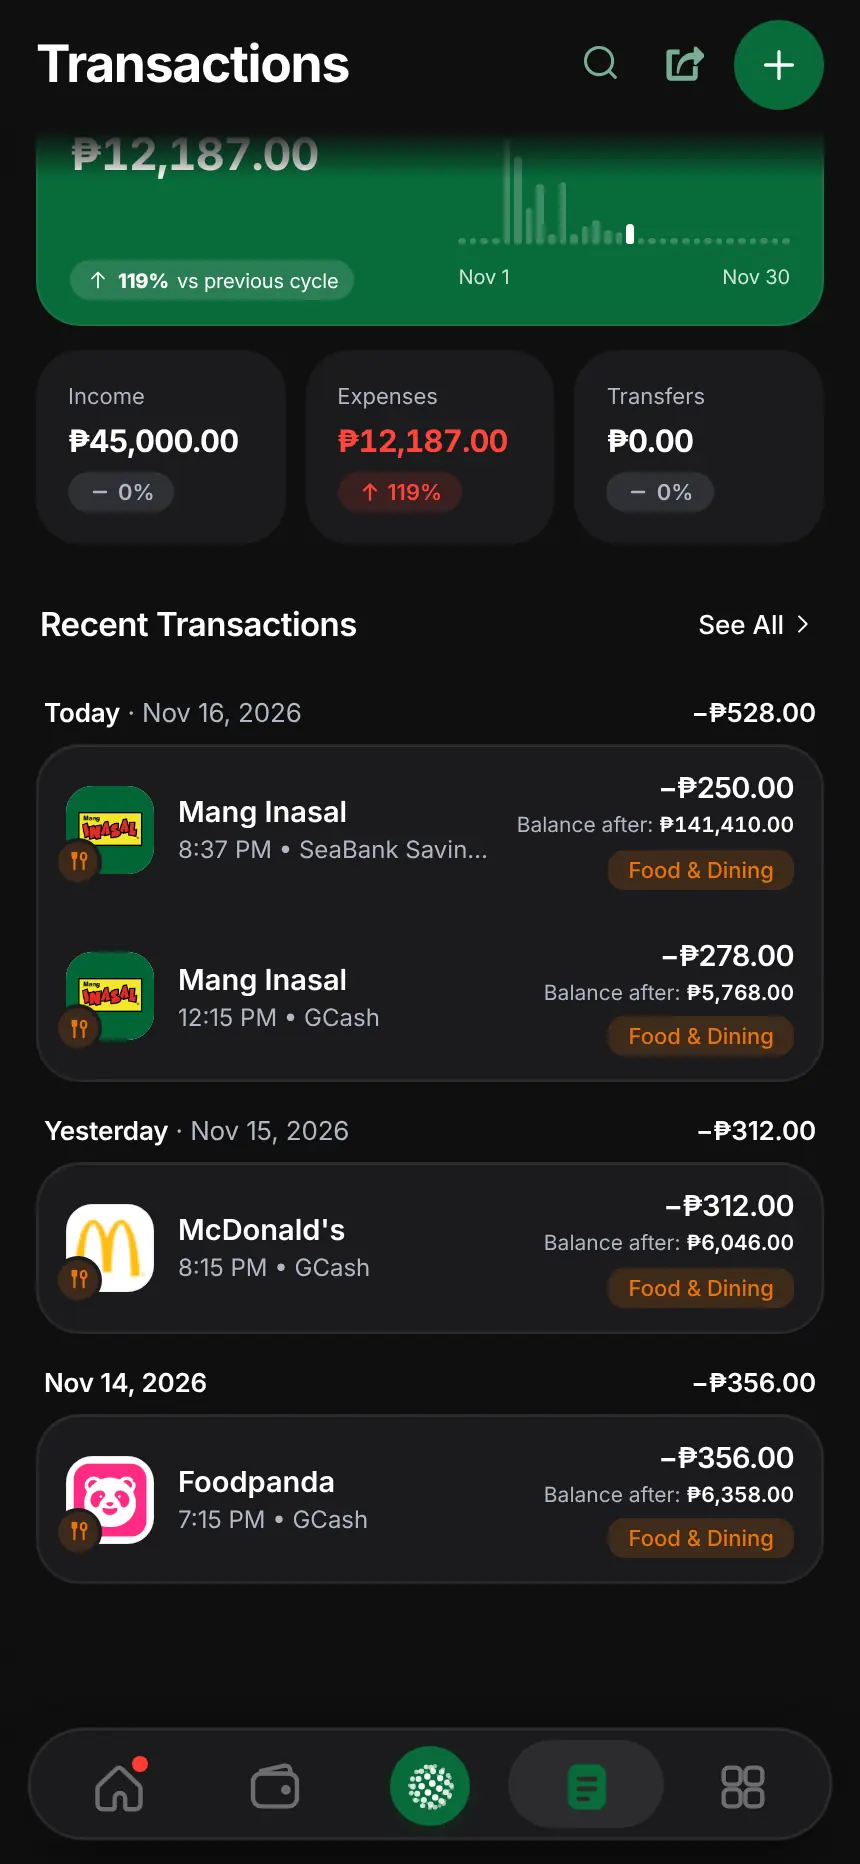 Transactions
₱12,187.00
↑ 119% vs previous cycle
Nov 1
Nov 30
Income
₱45,000.00
– 0%
Expenses
₱12,187.00
↑ 119%
Transfers
₱0.00
– 0%
Recent Transactions
See All
Today · Nov 16, 2026
–₱528.00
Mang INASAL
Mang Inasal
8:37 PM • SeaBank Savin...
–₱250.00
Balance after: ₱141,410.00
Food & Dining
Mang INASAL
Mang Inasal
12:15 PM • GCash
–₱278.00
Balance after: ₱5,768.00
Food & Dining
Yesterday · Nov 15, 2026
–₱312.00
McDonald's
8:15 PM • GCash
–₱312.00
Balance after: ₱6,046.00
Food & Dining
Nov 14, 2026
–₱356.00
Foodpanda
7:15 PM • GCash
–₱356.00
Balance after: ₱6,358.00
Food & Dining